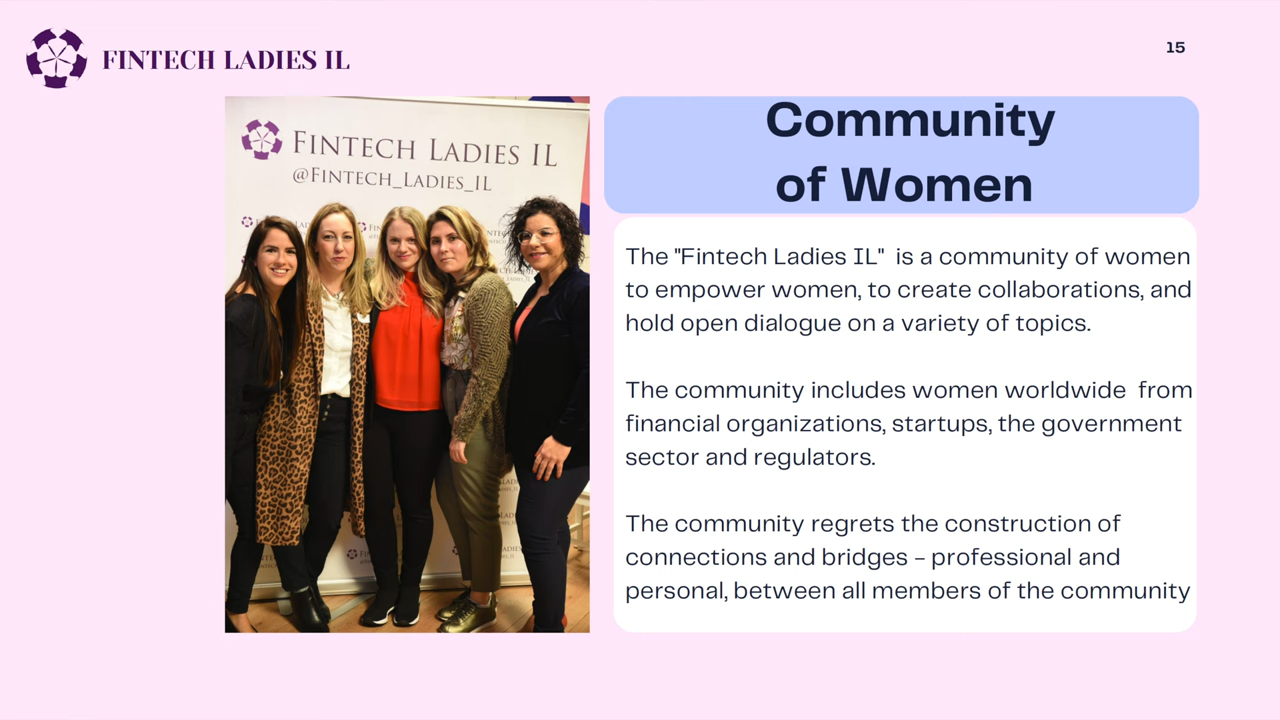 FINTECH LADIES IL
15
FINTECH LADIES IL
@FINTECH_LADIES_IL
Community
of Women
The "Fintech Ladies IL"  is a community of women
to empower women, to create collaborations, and
hold open dialogue on a variety of topics.
The community includes women worldwide  from
financial organizations, startups, the government
sector and regulators.
The community regrets the construction of
connections and bridges – professional and
personal, between all members of the community